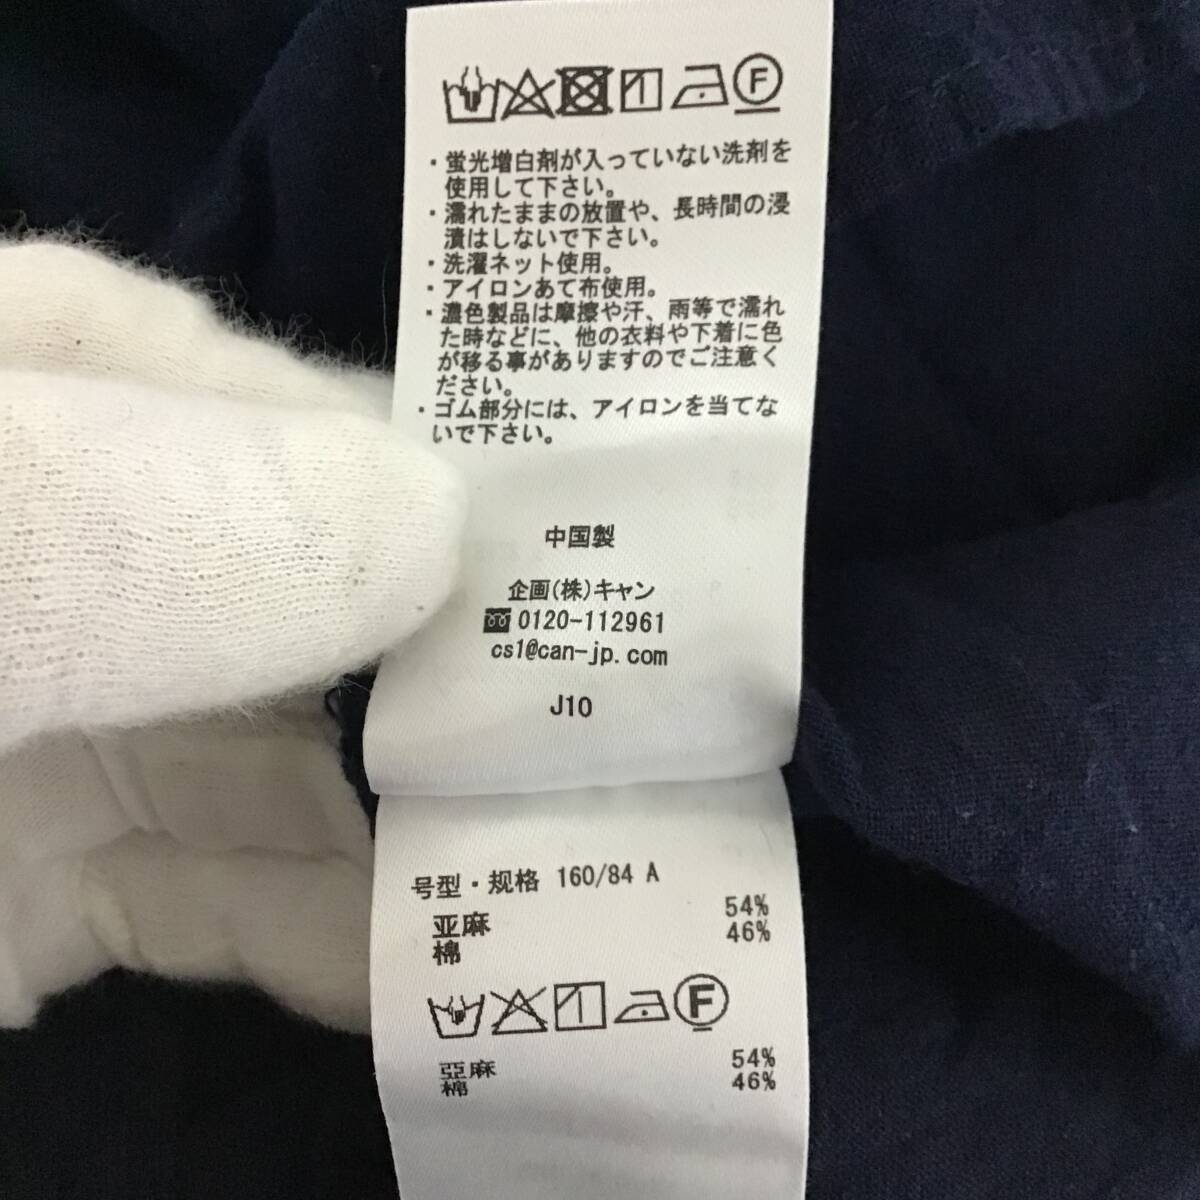 F
・蛍光増白剤が入っていない洗剤を
使用して下さい。
・濡れたままの放置や、長時間の浸
漬はしないで下さい。
・洗濯ネット使用。
・アイロンあて布使用。
・濃色製品は摩擦や汗、雨等で濡れ
た時などに、他の衣料や下着に色
が移る事がありますのでご注意く
ださい。
・ゴム部分には、アイロンを当てな
いで下さい。
中国製
企画(株)キャン
0120-112961
cs1@can-jp.com
J10
号型・规格 160/84 A
亚麻 54%
棉 46%
F
亞麻 54%
棉 46%